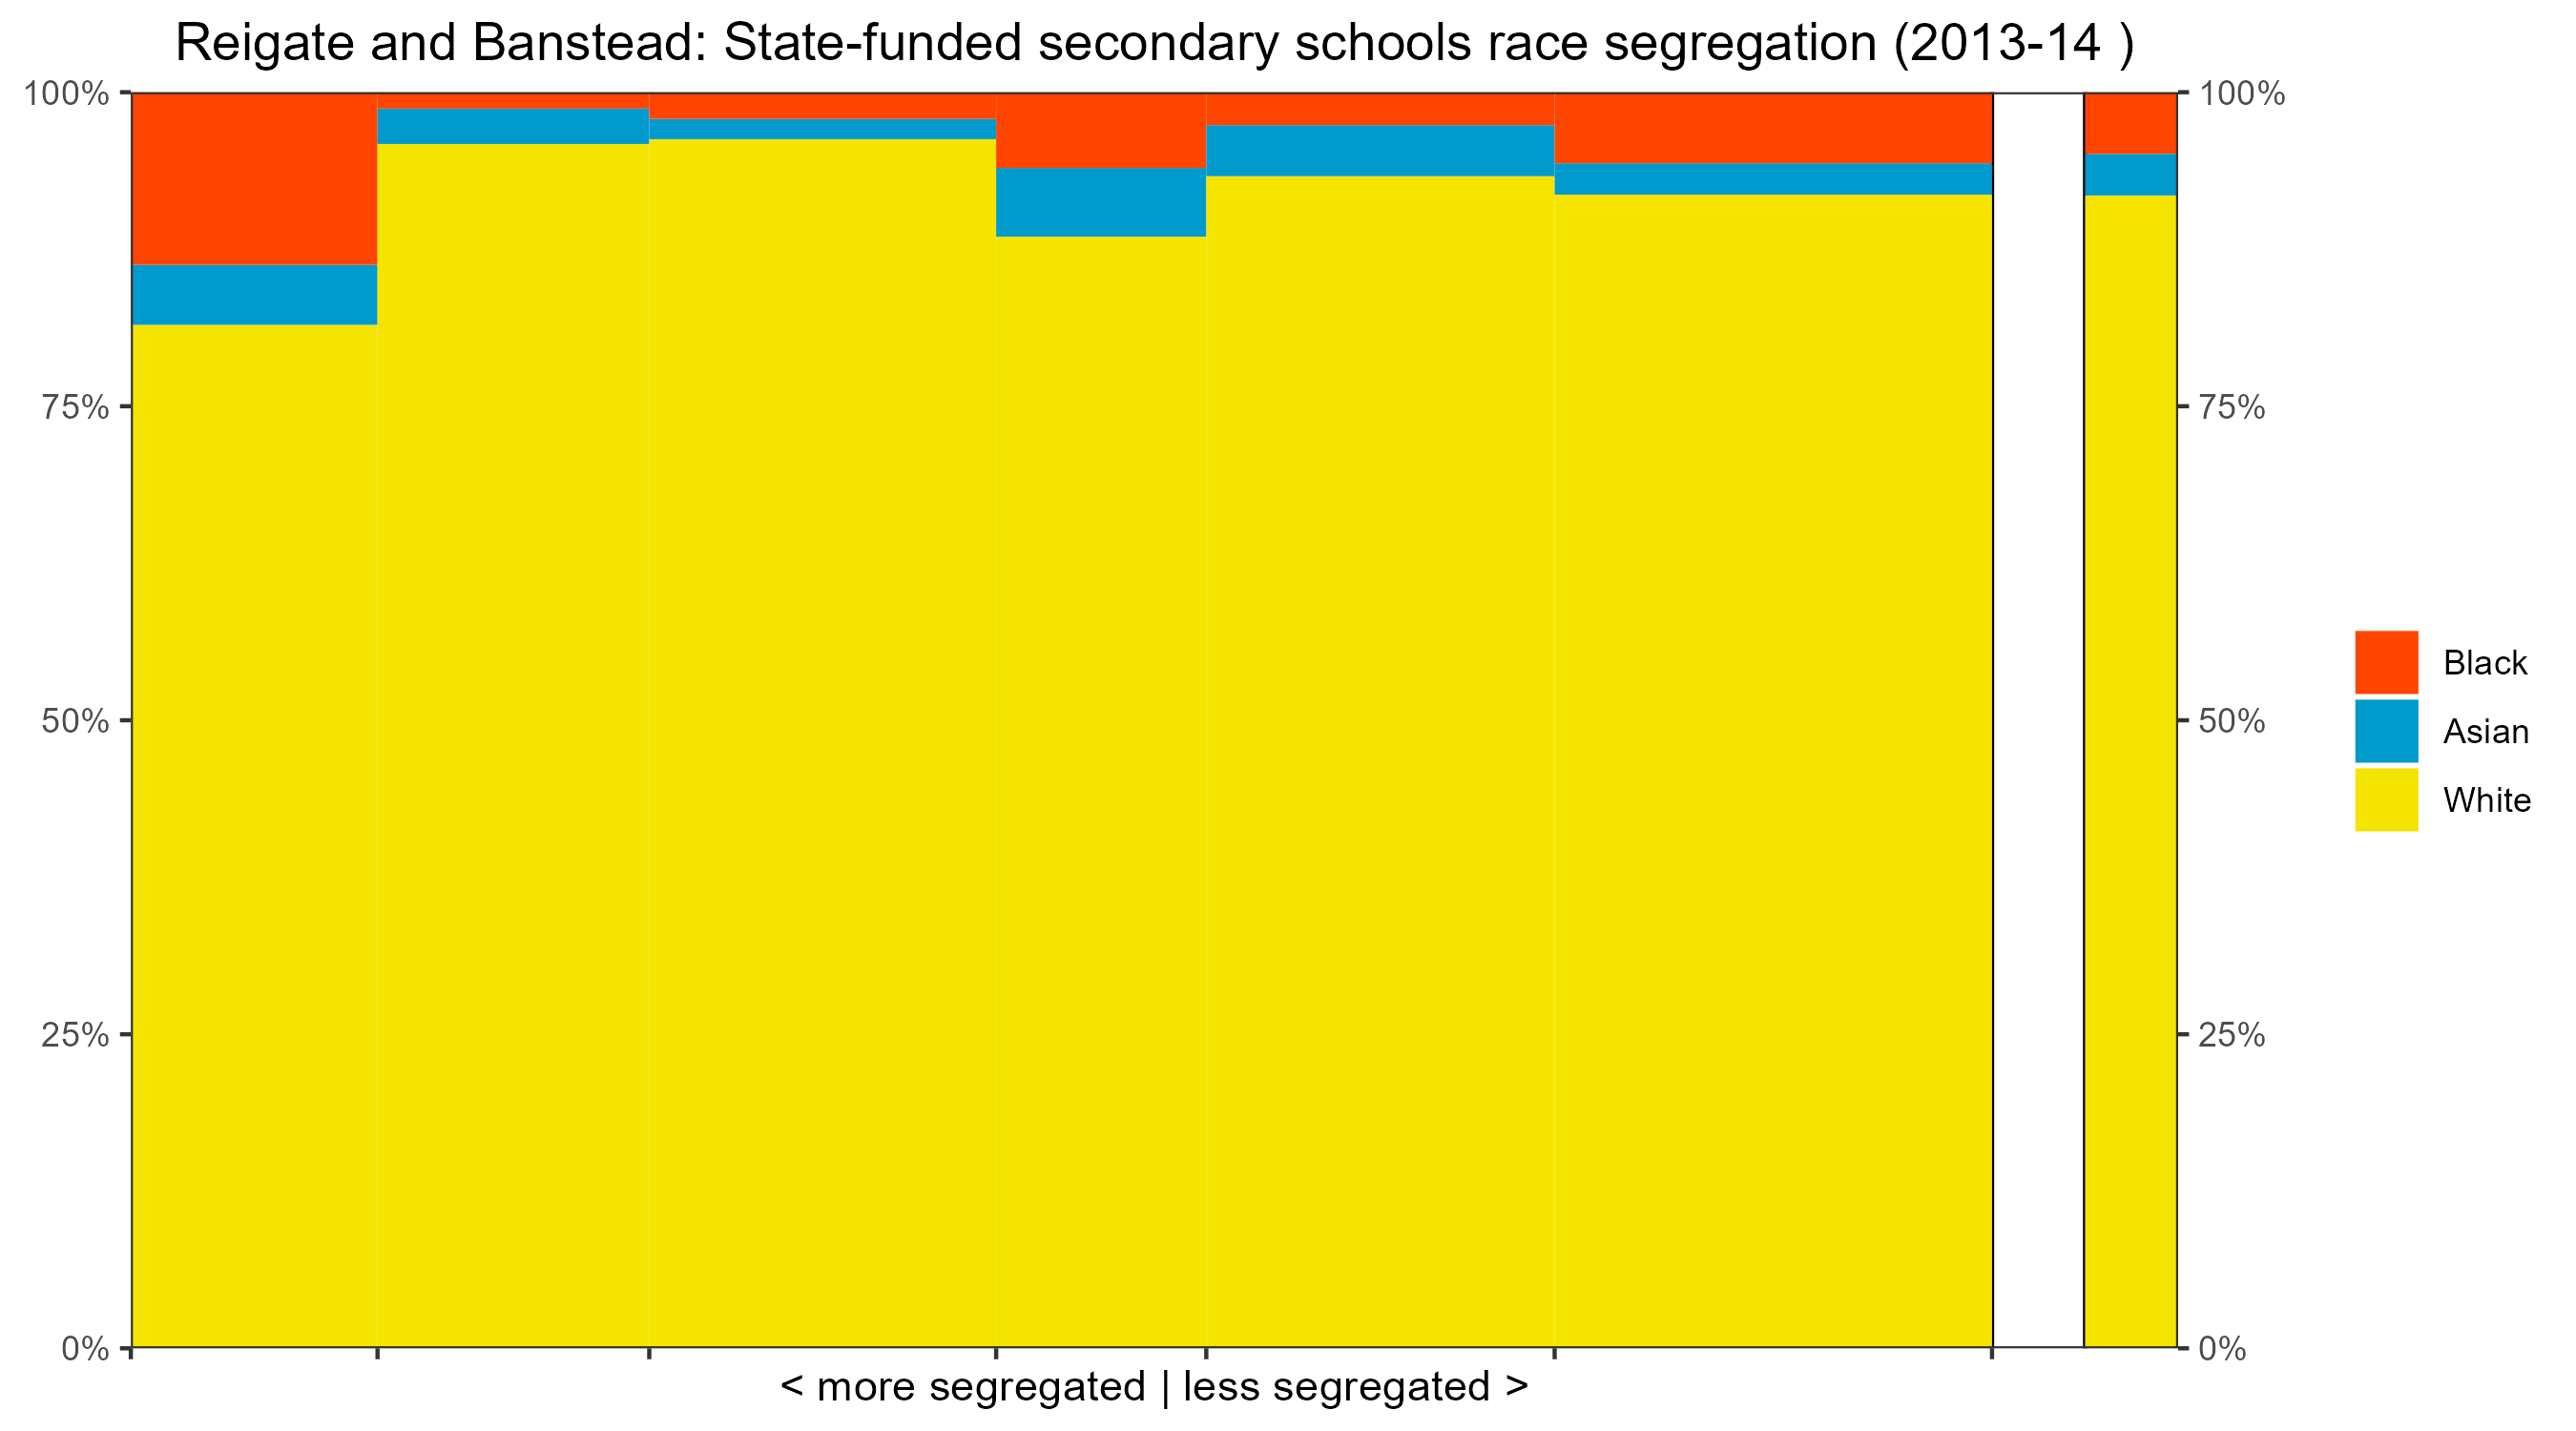 Reigate and Banstead: State-funded secondary schools race segregation (2013-14 )
100%
75%
50%
25%
0%
100%
75%
50%
25%
0%
Black
Asian
White
< more segregated | less segregated >